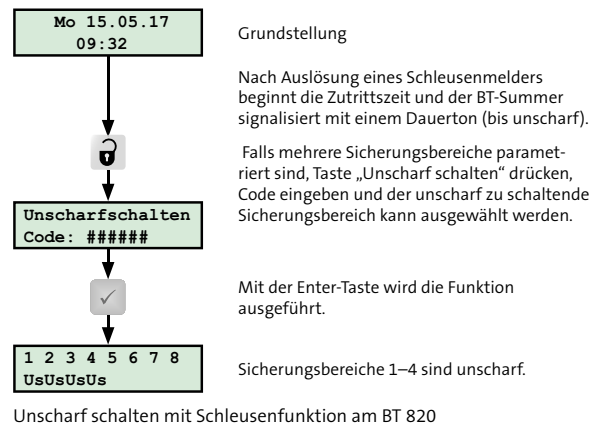 Mo 15.05.17
09:32
Grundstellung
Nach Auslösung eines Schleusenmelders
beginnt die Zutrittszeit und der BT-Summer
signalisiert mit einem Dauerton (bis unscharf).
Falls mehrere Sicherungsbereiche paramet-
riert sind, Taste „Unscharf schalten“ drücken,
Code eingeben und der unscharf zu schaltende
Sicherungsbereich kann ausgewählt werden.
Unscharfschalten
Code: ######
Mit der Enter-Taste wird die Funktion
ausgeführt.
1 2 3 4 5 6 7 8
UsUsUsUs
Sicherungsbereiche 1–4 sind unscharf.
Unscharf schalten mit Schleusenfunktion am BT 820